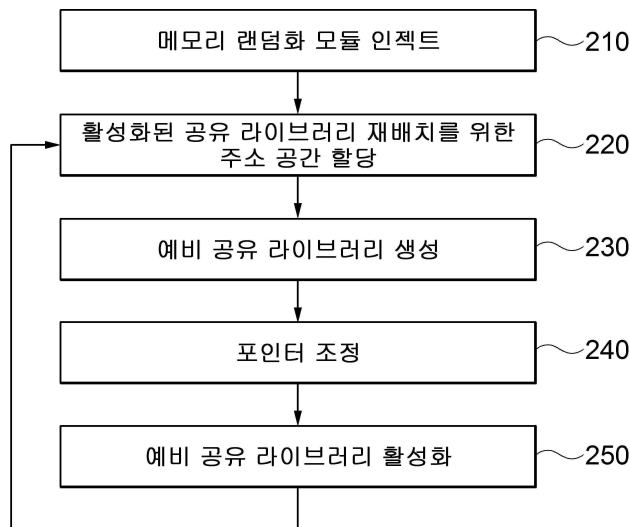 메모리 랜덤화 모듈 인젝트
210
활성화된 공유 라이브러리 재배치를 위한
주소 공간 할당
220
예비 공유 라이브러리 생성
230
포인터 조정
240
예비 공유 라이브러리 활성화
250